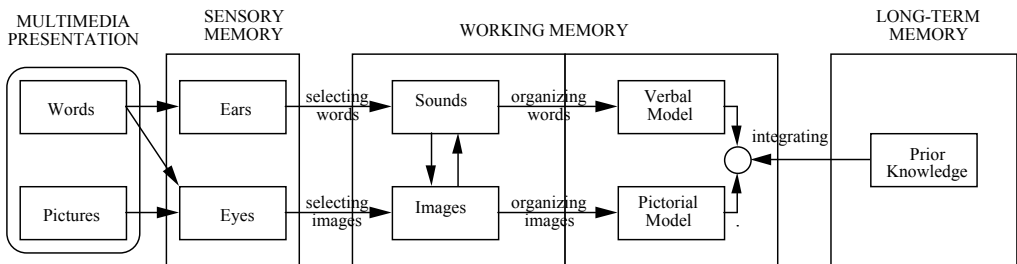 MULTIMEDIA
PRESENTATION
SENSORY
MEMORY
WORKING MEMORY
LONG-TERM
MEMORY
Words
Ears
selecting
words
Sounds
organizing
words
Verbal
Model
integrating
Prior
Knowledge
Pictures
Eyes
selecting
images
Images
organizing
images
Pictorial
Model